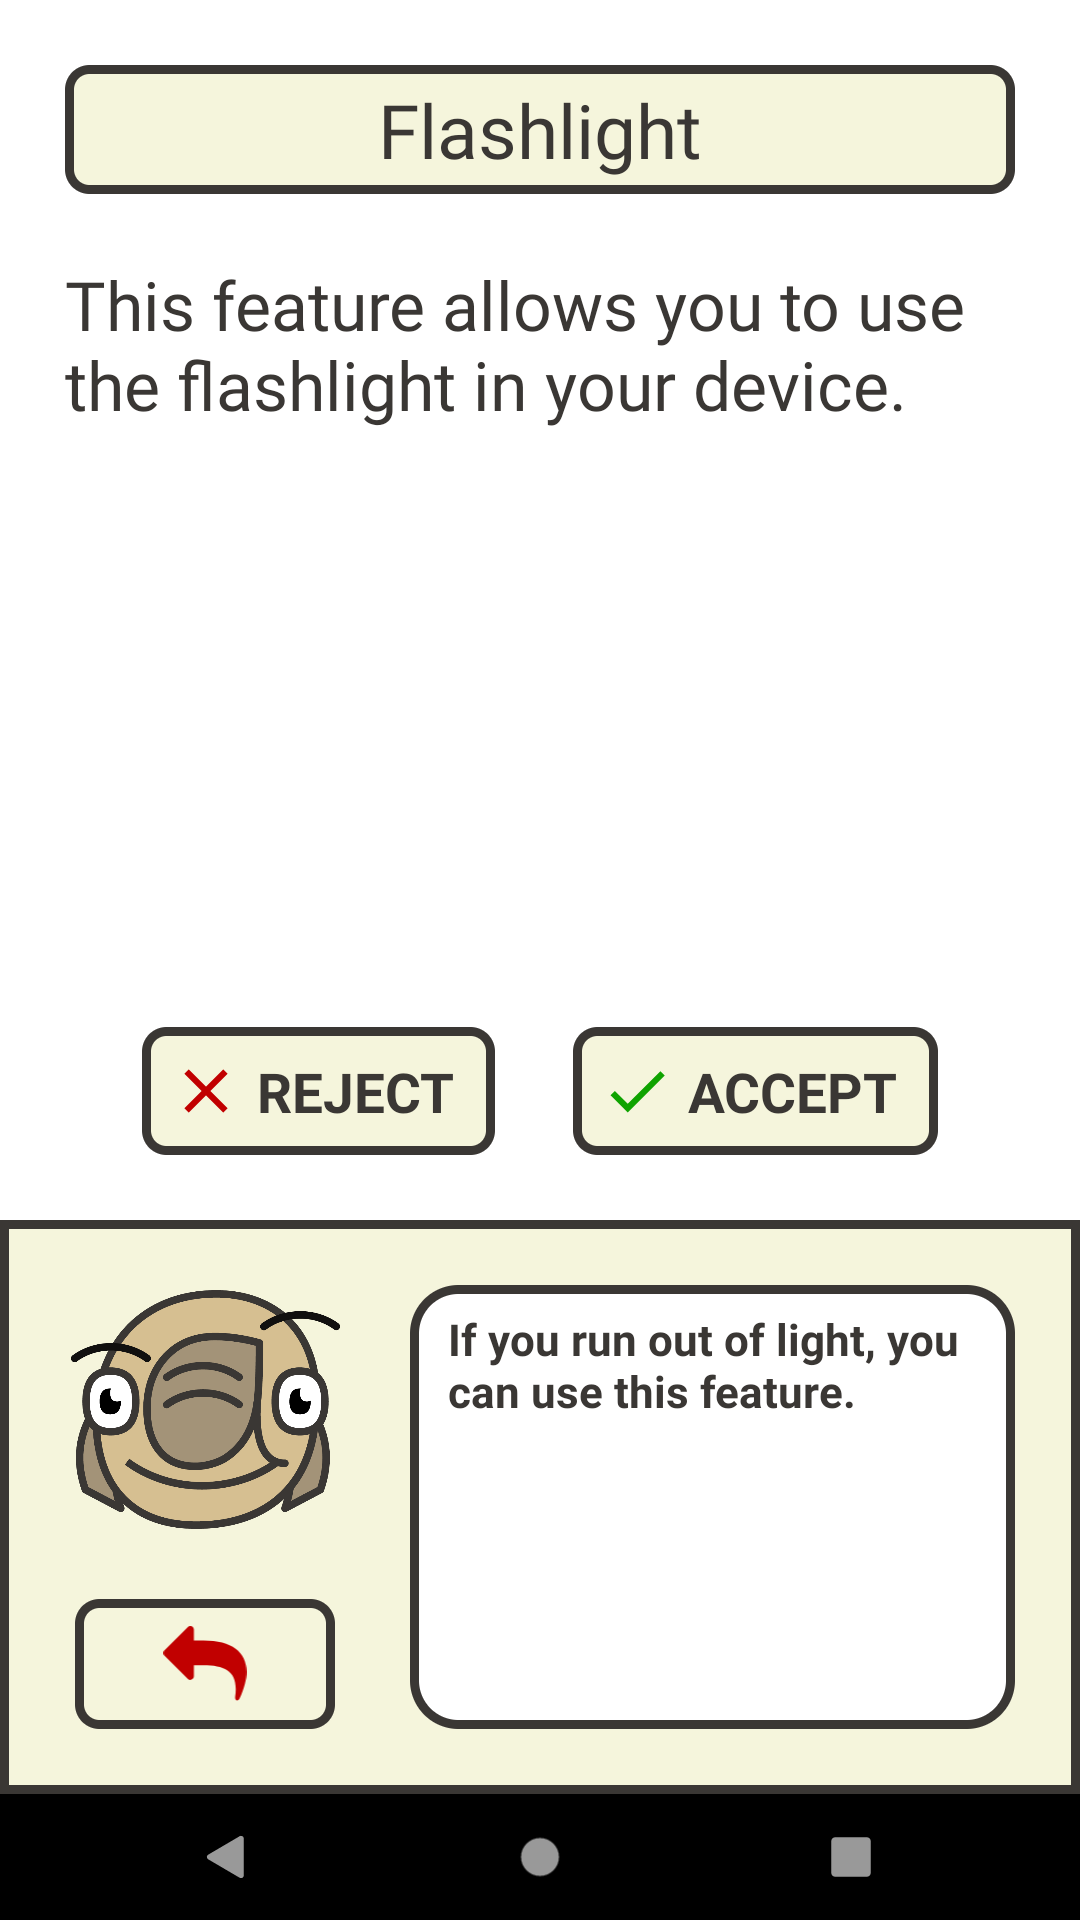 Flashlight
This feature allows you to use
the flashlight in your device.
REJECT
ACCEPT
If you run out of light, you
can use this feature.